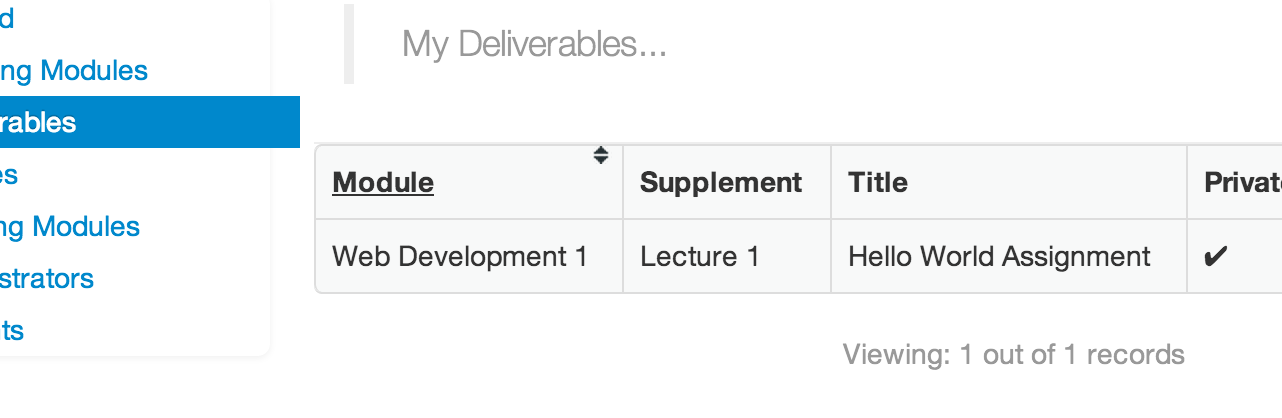 d
ng Modules
rables
es
ng Modules
strators
ts
My Deliverables...
Module Supplement Title Privat
Web Development 1 Lecture 1 Hello World Assignment ✔
Viewing: 1 out of 1 records